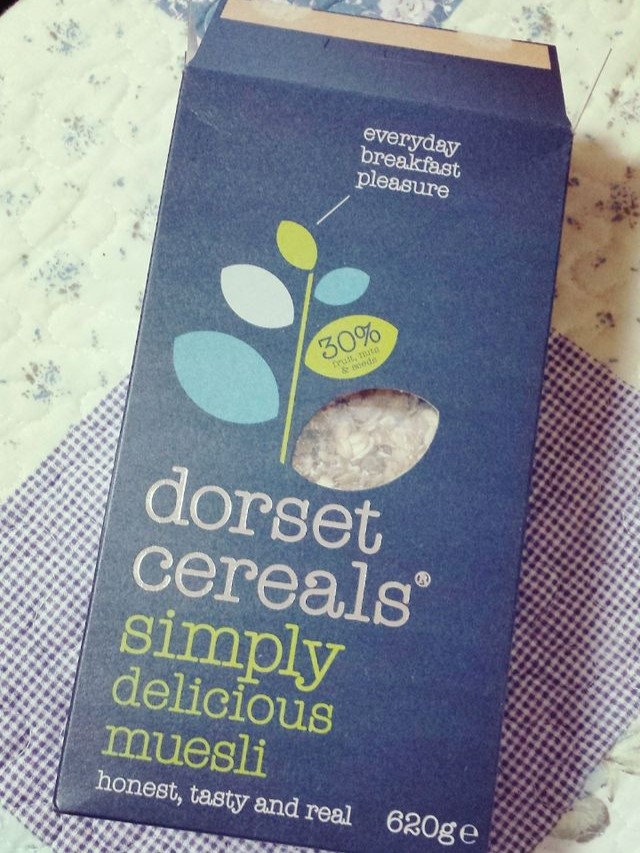 everyday
breakfast
pleasure
30%
fruit, nuts
& seeds
dorset
cereals®
simply
delicious
muesli
honest, tasty and real
620g e